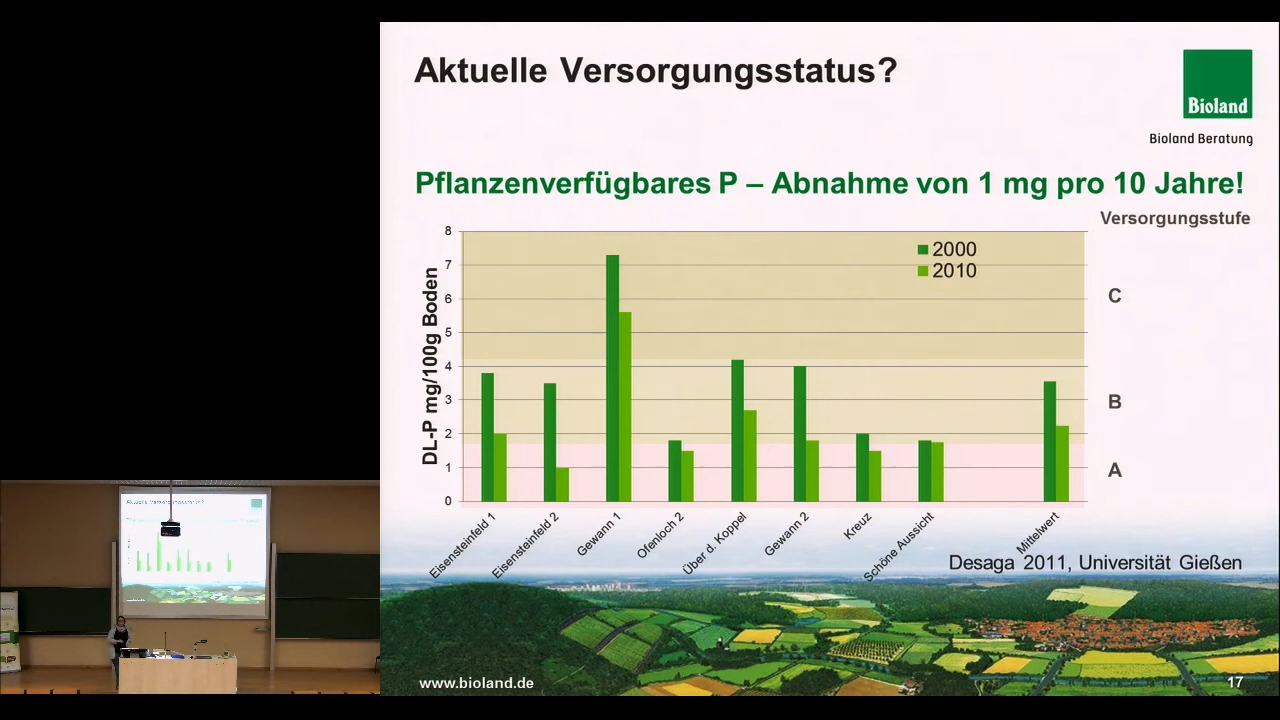 Aktuelle Versorgungsstatus?
Bioland
Bioland Beratung
Pflanzenverfügbares P – Abnahme von 1 mg pro 10 Jahre!
Versorgungsstufe
DL-P mg/100g Boden
8
7
6
5
4
3
2
1
0
2000
2010
C
B
A
Eisensteinfeld 1
Eisensteinfeld 2
Gewann 1
Ofenloch 2
Über d. Koppel
Gewann 2
Kreuz
Schöne Aussicht
Mittelwert
Desaga 2011, Universität Gießen
www.bioland.de
17
Aktuelle Versorgungsstatus?